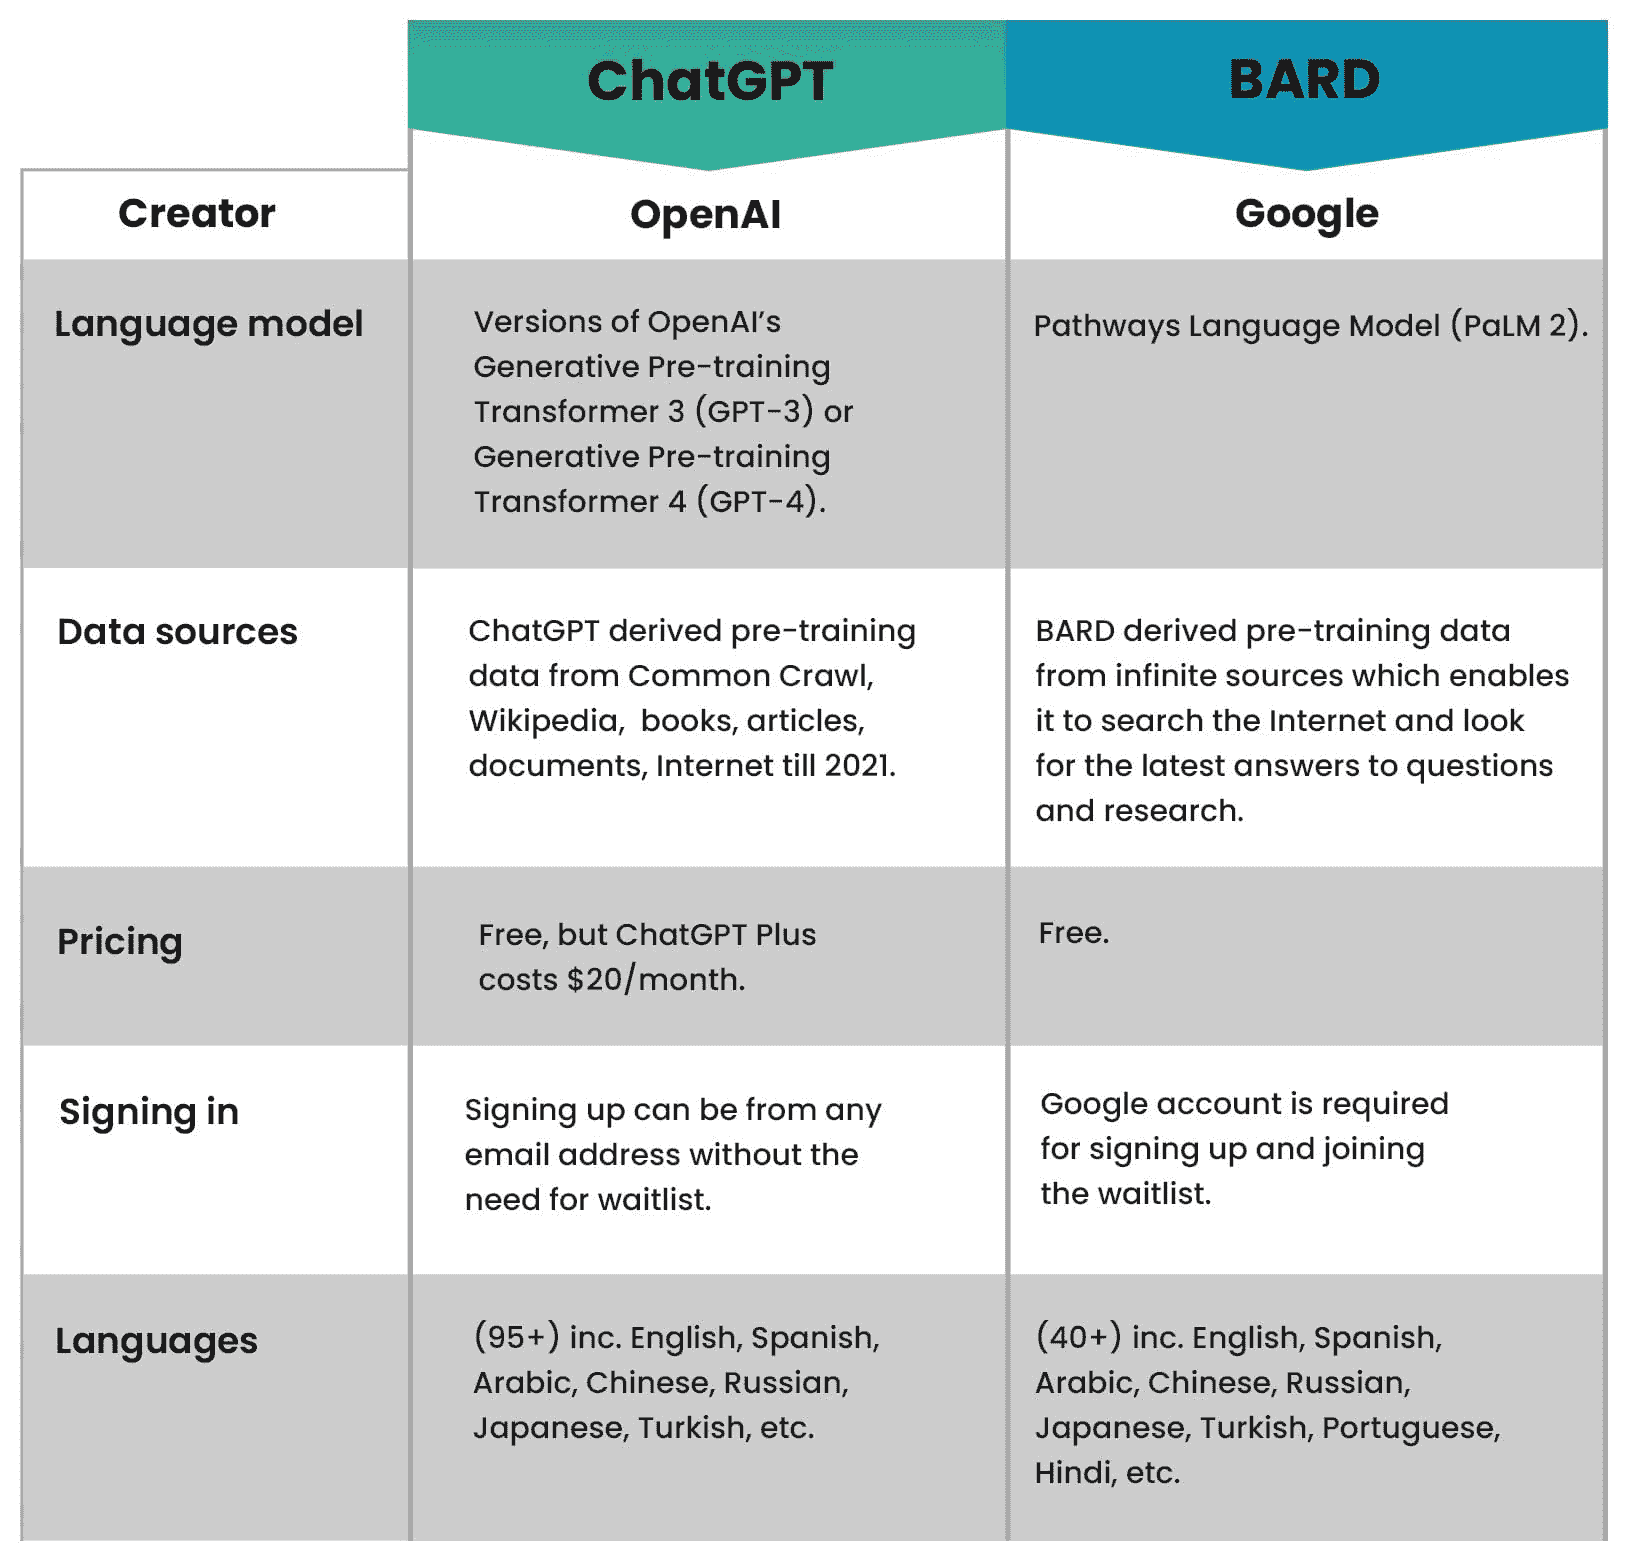 ChatGPT
BARD
Creator
OpenAI
Google
Language model
Versions of OpenAI's
Generative Pre-training
Transformer 3 (GPT-3) or
Generative Pre-training
Transformer 4 (GPT-4).
Pathways Language Model (PaLM 2).
Data sources
ChatGPT derived pre-training
data from Common Crawl,
Wikipedia,  books, articles,
documents, Internet till 2021.
BARD derived pre-training data
from infinite sources which enables
it to search the Internet and look
for the latest answers to questions
and research.
Pricing
Free, but ChatGPT Plus
costs $20/month.
Free.
Signing in
Signing up can be from any
email address without the
need for waitlist.
Google account is required
for signing up and joining
the waitlist.
Languages
(95+) inc. English, Spanish,
Arabic, Chinese, Russian,
Japanese, Turkish, etc.
(40+) inc. English, Spanish,
Arabic, Chinese, Russian,
Japanese, Turkish, Portuguese,
Hindi, etc.